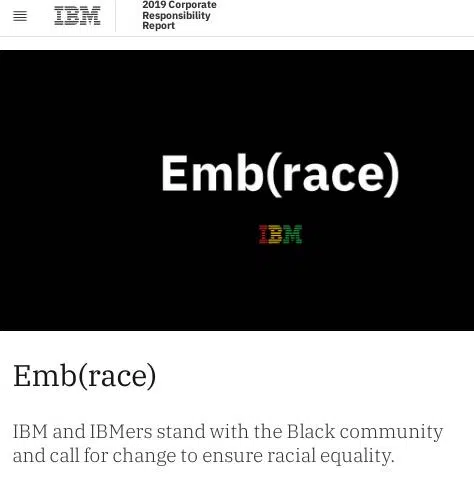 IBM
2019 Corporate
Responsibility
Report
Emb(race)
IBM
Emb(race)
IBM and IBMers stand with the Black community
and call for change to ensure racial equality.